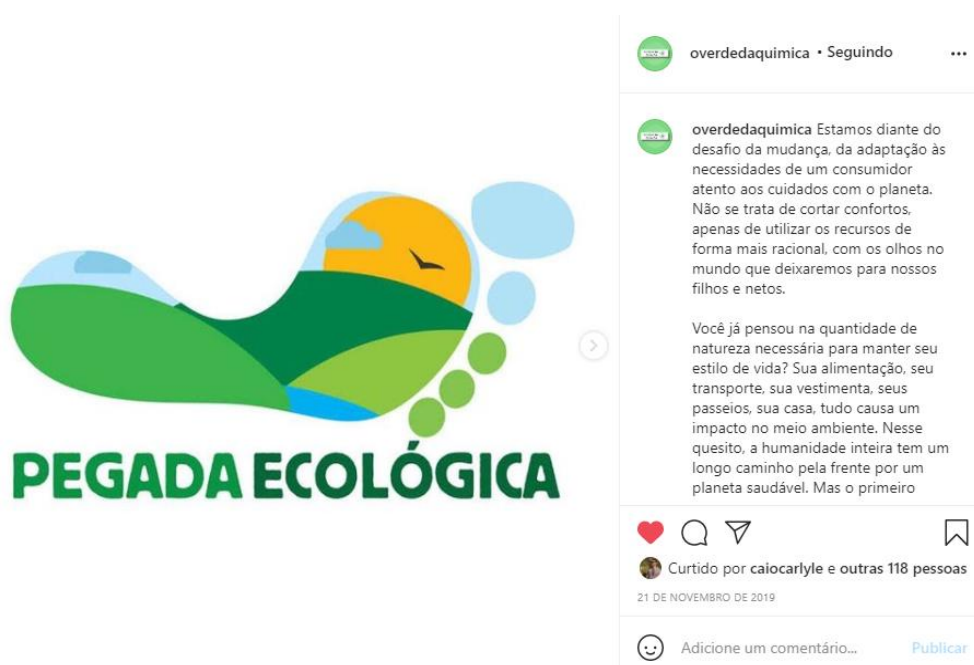 PEGADA ECOLÓGICA
overdedaquimica • Seguindo
overdedaquimica Estamos diante do
desafio da mudança, da adaptação às
necessidades de um consumidor
atento aos cuidados com o planeta.
Não se trata de cortar confortos,
apenas de utilizar os recursos de
forma mais racional, com os olhos no
mundo que deixaremos para nossos
filhos e netos.
Você já pensou na quantidade de
natureza necessária para manter seu
estilo de vida? Sua alimentação, seu
transporte, sua vestimenta, seus
passeios, sua casa, tudo causa um
impacto no meio ambiente. Nesse
quesito, a humanidade inteira tem um
longo caminho pela frente por um
planeta saudável. Mas o primeiro
Curtido por caiocarlyle e outras 118 pessoas
21 DE NOVEMBRO DE 2019
Adicione um comentário... Publicar